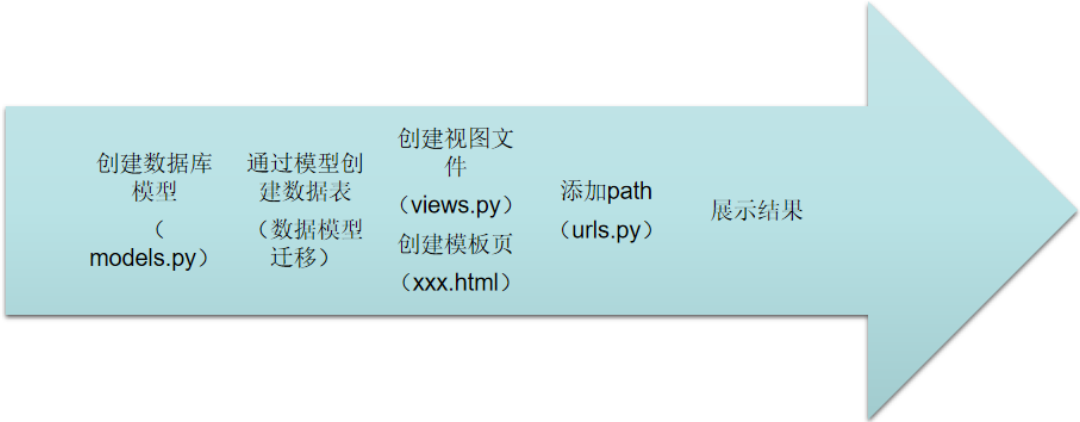 创建数据库
模型
（
models.py）
通过模型创
建数据表
（数据模型
迁移）
创建视图文
件
（views.py）
创建模板页
（xxx.html）
添加path
（urls.py）
展示结果